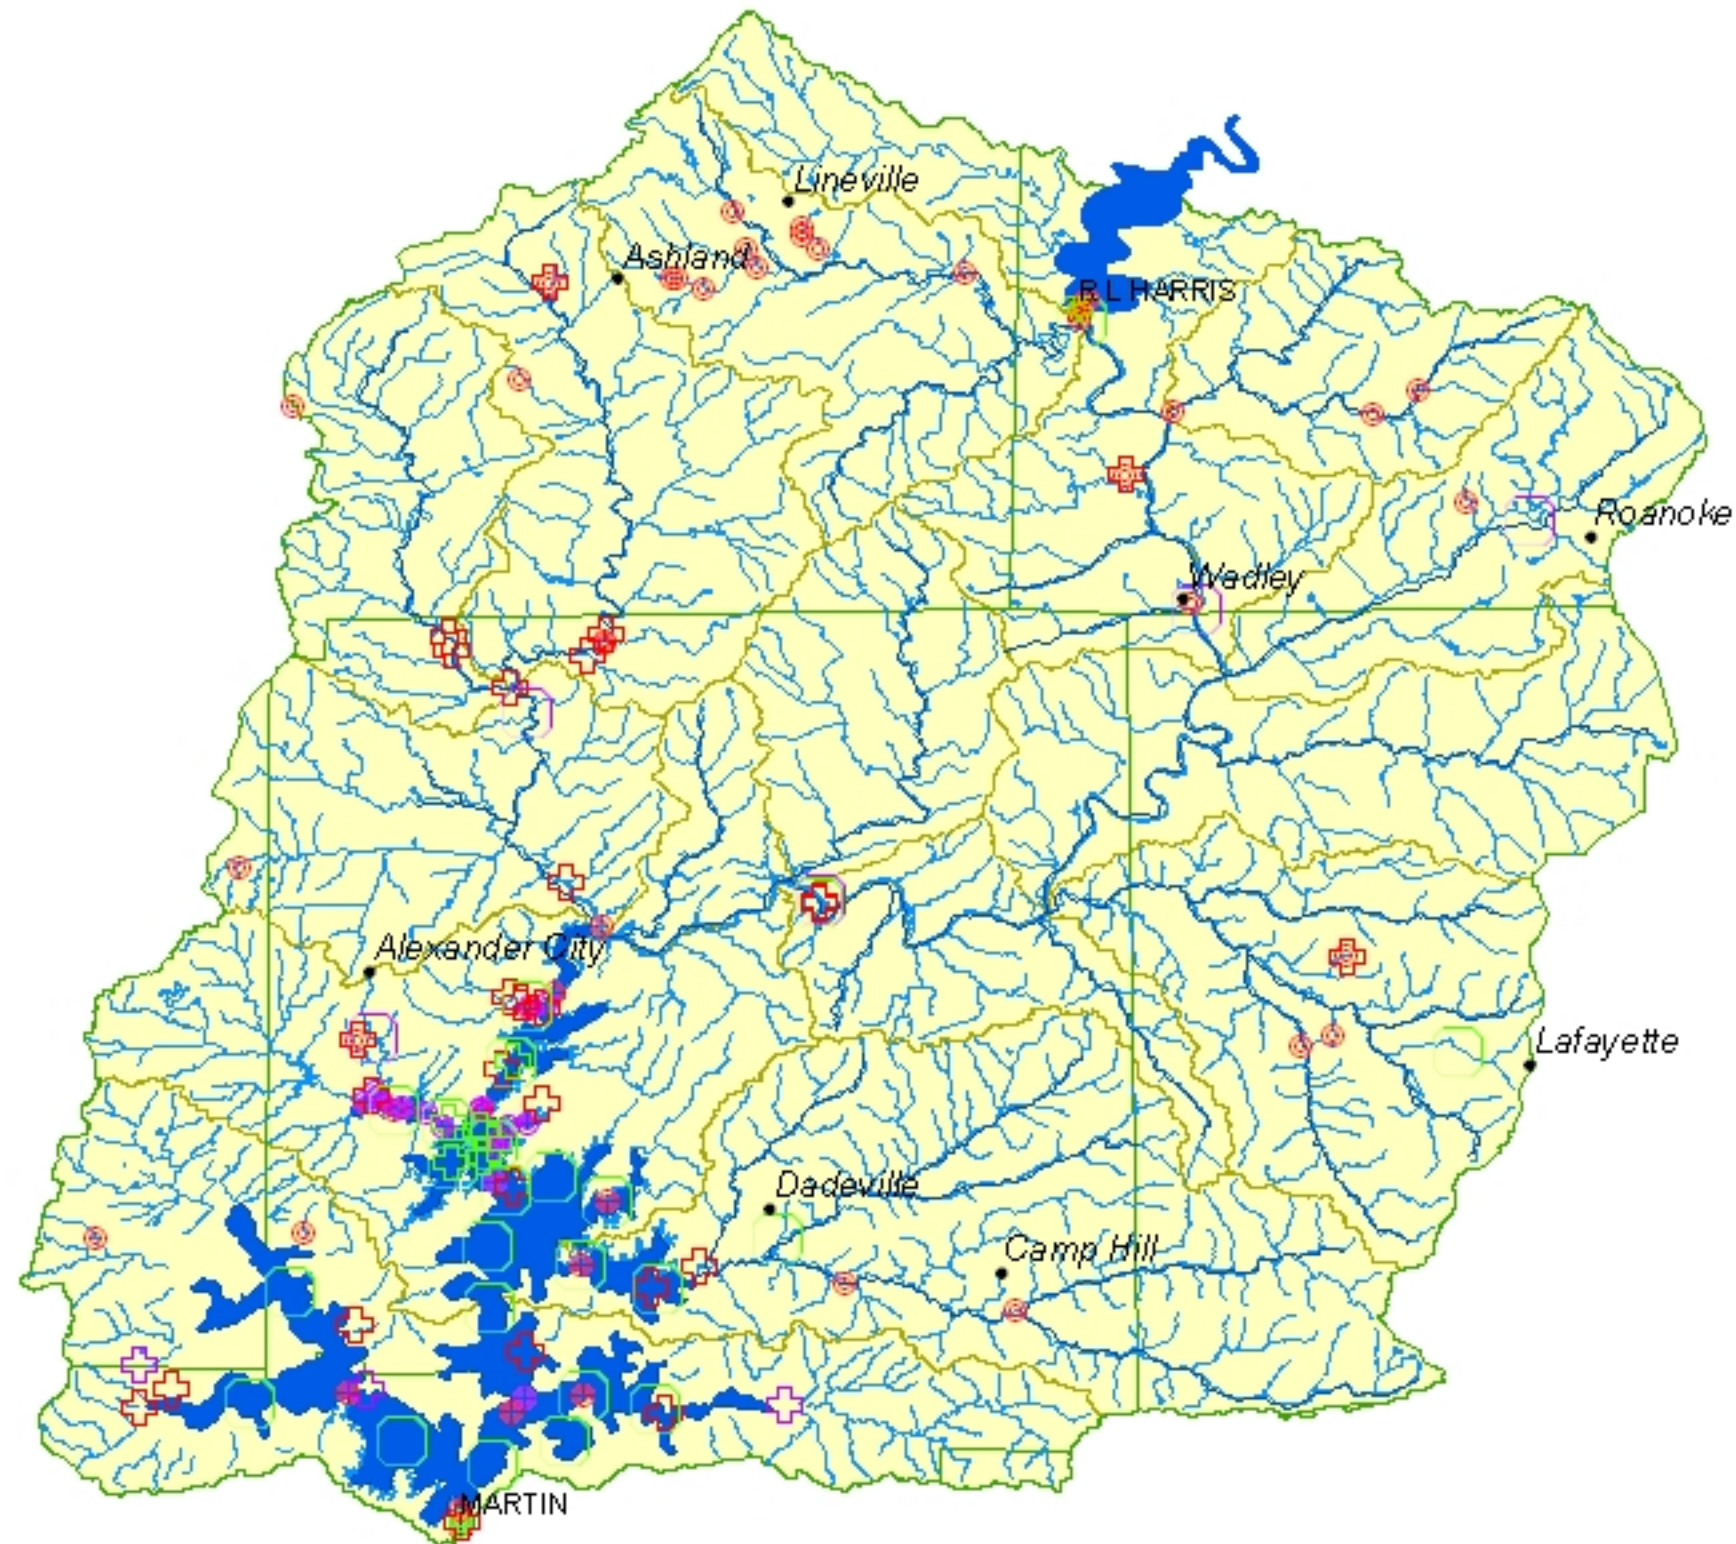 Lineville
Ashland
R L HARRIS
Roanoke
Wadley
Alexander City
Lafayette
Dadeville
Camp Hill
MARTIN